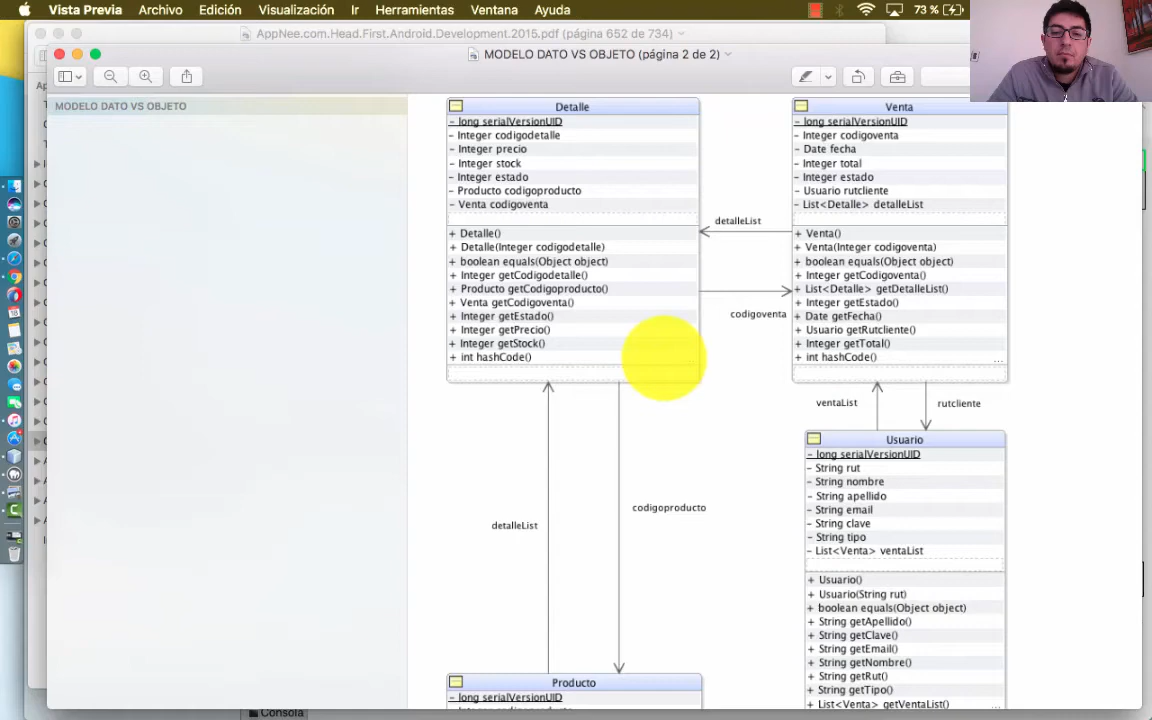 Vista Previa Archivo Edición Visualización Ir Herramientas Ventana Ayuda 73 %
AppNee.com.Head.First.Android.Development.2015.pdf (página 652 de 734)
MODELO DATO VS OBJETO (página 2 de 2)
MODELO DATO VS OBJETO
Detalle
- long serialVersionUID
- Integer codigodetalle
- Integer precio
- Integer stock
- Integer estado
- Producto codigoproducto
- Venta codigoventa
+ Detalle()
+ Detalle(Integer codigodetalle)
+ boolean equals(Object object)
+ Integer getCodigodetalle()
+ Producto getCodigoproducto()
+ Venta getCodigoventa()
+ Integer getEstado()
+ Integer getPrecio()
+ Integer getStock()
+ int hashCode()
detalleList
codigoventa
Venta
- long serialVersionUID
- Integer codigoventa
- Date fecha
- Integer total
- Integer estado
- Usuario rutcliente
- List<Detalle> detalleList
+ Venta()
+ Venta(Integer codigoventa)
+ boolean equals(Object object)
+ Integer getCodigoventa()
+ List<Detalle> getDetalleList()
+ Integer getEstado()
+ Date getFecha()
+ Usuario getRutcliente()
+ Integer getTotal()
+ int hashCode()
...
ventaList
rutcliente
detalleList
codigoproducto
Usuario
- long serialVersionUID
- String rut
- String nombre
- String apellido
- String email
- String clave
- String tipo
- List<Venta> ventaList
+ Usuario()
+ Usuario(String rut)
+ boolean equals(Object object)
+ String getApellido()
+ String getClave()
+ String getEmail()
+ String getNombre()
+ String getRut()
+ String getTipo()
+ List<Venta> getVentaList()
Producto
- long serialVersionUID
Consola